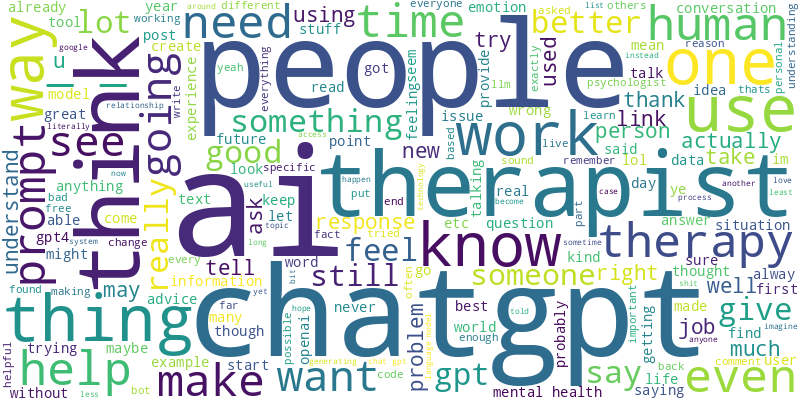 already
year
lot
need
using
time
emotion
around
different
list
others
asked
everyone
conversation
tool
working
stuff
better
human
u
google
post
create
reason
mean
understanding
yeah
everything
people
try
used
provide
way
think
going
write
experience
got
read
llm
exactly
talk
psychologist
instead
thats
personal
one
model
great
relationship
literally
something
feeling
seem
issue
idea
thank
use
prompt
see
really
future
access
point
work
wrong
learn
link
person
based
live
good
new
sound
remember
said
actually
understand
anything
look
specific
lol
data
take
im
bad
free
now
text
keep
ai
happen
put
end
real
therapist
day
ye
another
love
least
useful
become
technology
case
process
able
come
let
ask
topic
response
etc
talking
question
part
answer
situation
gpt4
system
change
every
long
fact
tried
feel
know
kind
sometime
therapy
might
tell
word
bit
go
sure
found
making
information
still
often
someone
right
thought
alway
may
advice
far
yet
possible
openai
never
problem
best
probably
shit
well
first
thing
chatgpt
many
though
world
important
getting
made
imagine
trying
maybe
example
start
hope
enough
told
job
give
find
much
anyone
helpful
help
make
want
code
gpt
say
life
back
comment
user
even
without
less
bot
generating
chat gpt
language model
mental health
saying